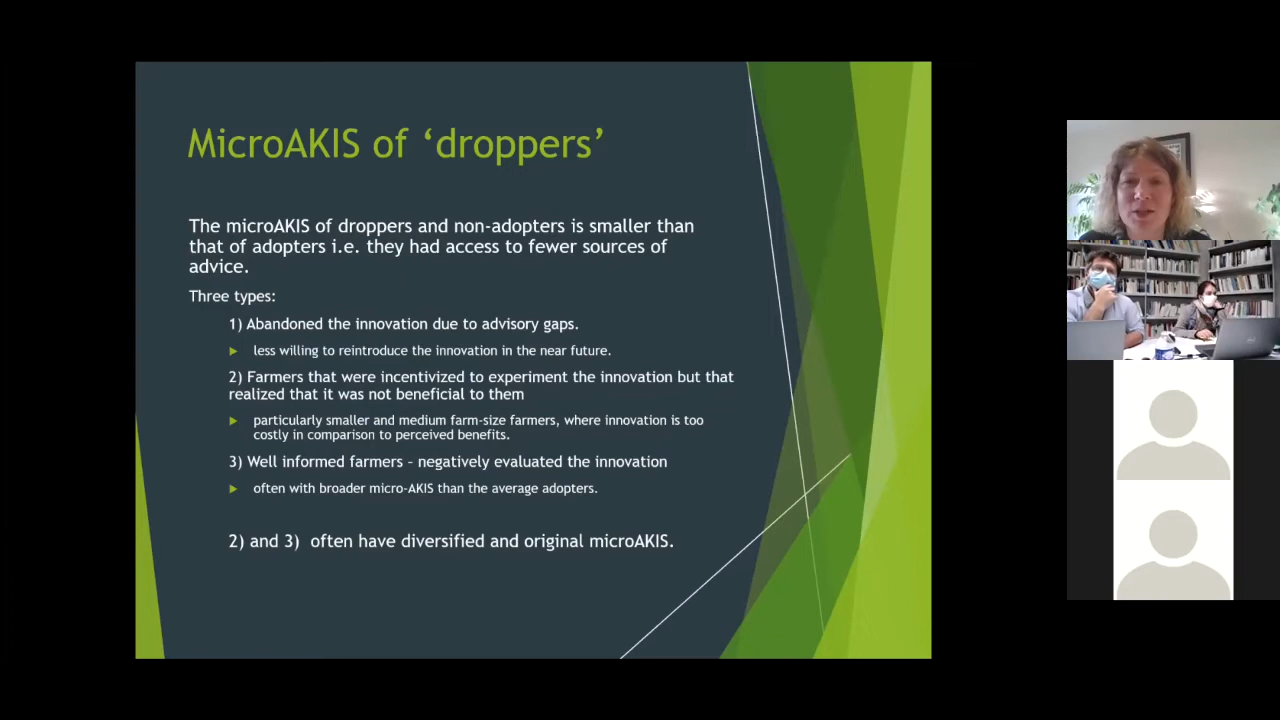 MicroAKIS of ‘droppers’
The microAKIS of droppers and non-adopters is smaller than
that of adopters i.e. they had access to fewer sources of
advice.
Three types:
1) Abandoned the innovation due to advisory gaps.
less willing to reintroduce the innovation in the near future.
2) Farmers that were incentivized to experiment the innovation but that
realized that it was not beneficial to them
particularly smaller and medium farm-size farmers, where innovation is too
costly in comparison to perceived benefits.
3) Well informed farmers – negatively evaluated the innovation
often with broader micro-AKIS than the average adopters.
2) and 3) often have diversified and original microAKIS.